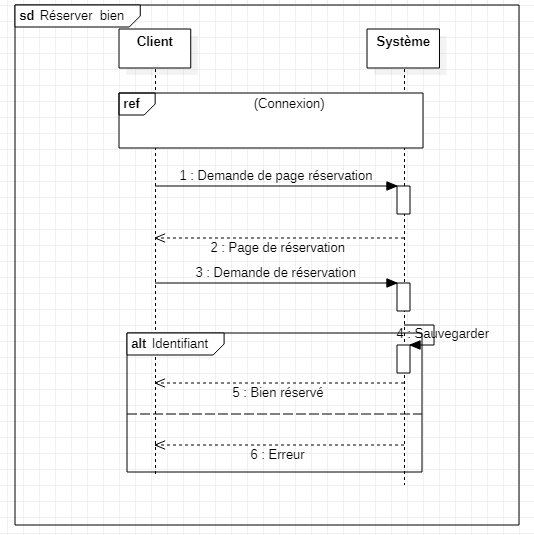 sd Réserver bien
Client
Système
ref
(Connexion)
1 : Demande de page réservation
2 : Page de réservation
3 : Demande de réservation
4 : Sauvegarder
alt Identifiant
5 : Bien réservé
6 : Erreur